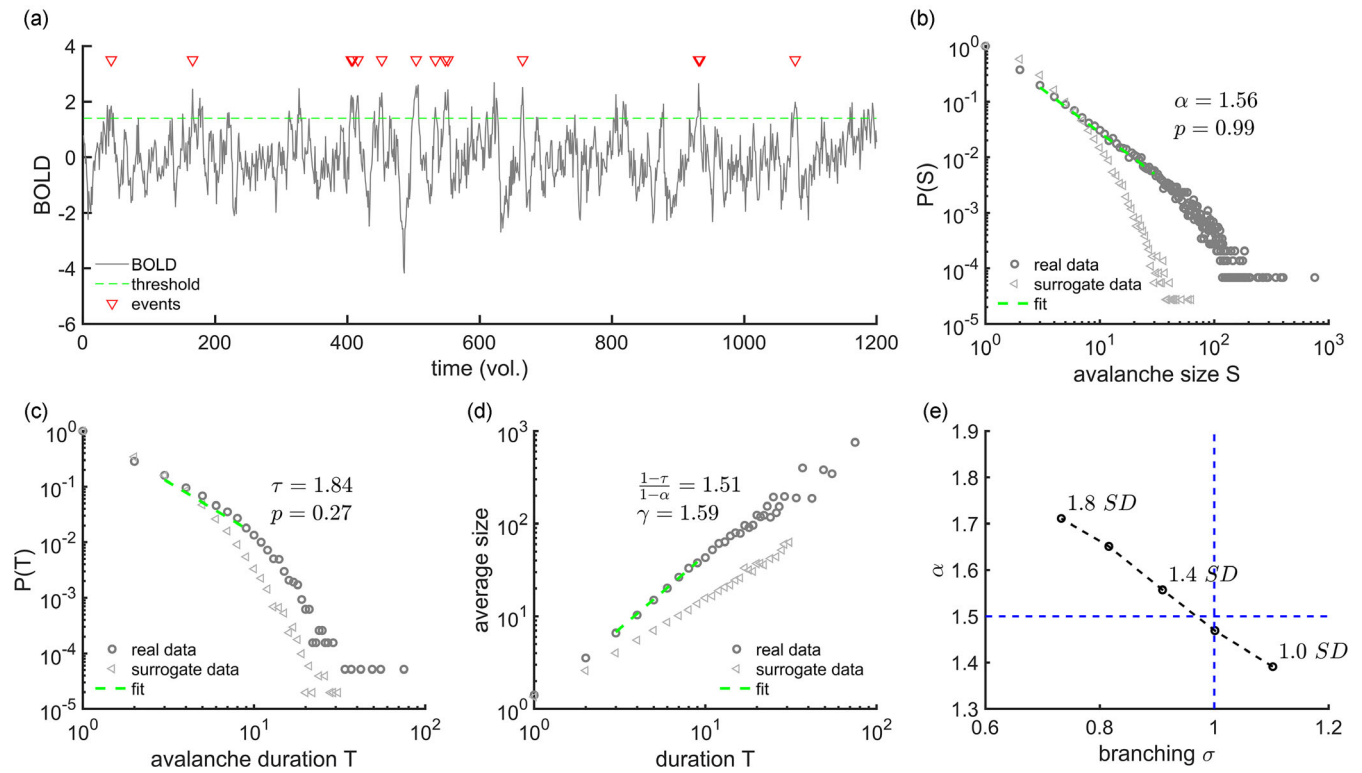 (a)
4
2
0
-2
-4
-6
BOLD
BOLD
threshold
events
0
200
400
600
800
1000
1200
time (vol.)
(b)
10^0
10^-1
10^-2
10^-3
10^-4
10^-5
P(S)
α = 1.56
p = 0.99
real data
surrogate data
fit
10^0
10^1
10^2
10^3
avalanche size S
(c)
10^0
10^-1
10^-2
10^-3
10^-4
10^-5
P(T)
τ = 1.84
p = 0.27
real data
surrogate data
fit
10^0
10^1
10^2
avalanche duration T
(d)
10^3
10^2
10^1
10^0
average size
1−τ
1−α = 1.51
γ = 1.59
real data
surrogate data
fit
10^0
10^1
10^2
duration T
(e)
1.9
1.8
1.7
1.6
1.5
1.4
1.3
α
1.8 SD
1.4 SD
1.0 SD
0.6
0.8
1
1.2
branching σ